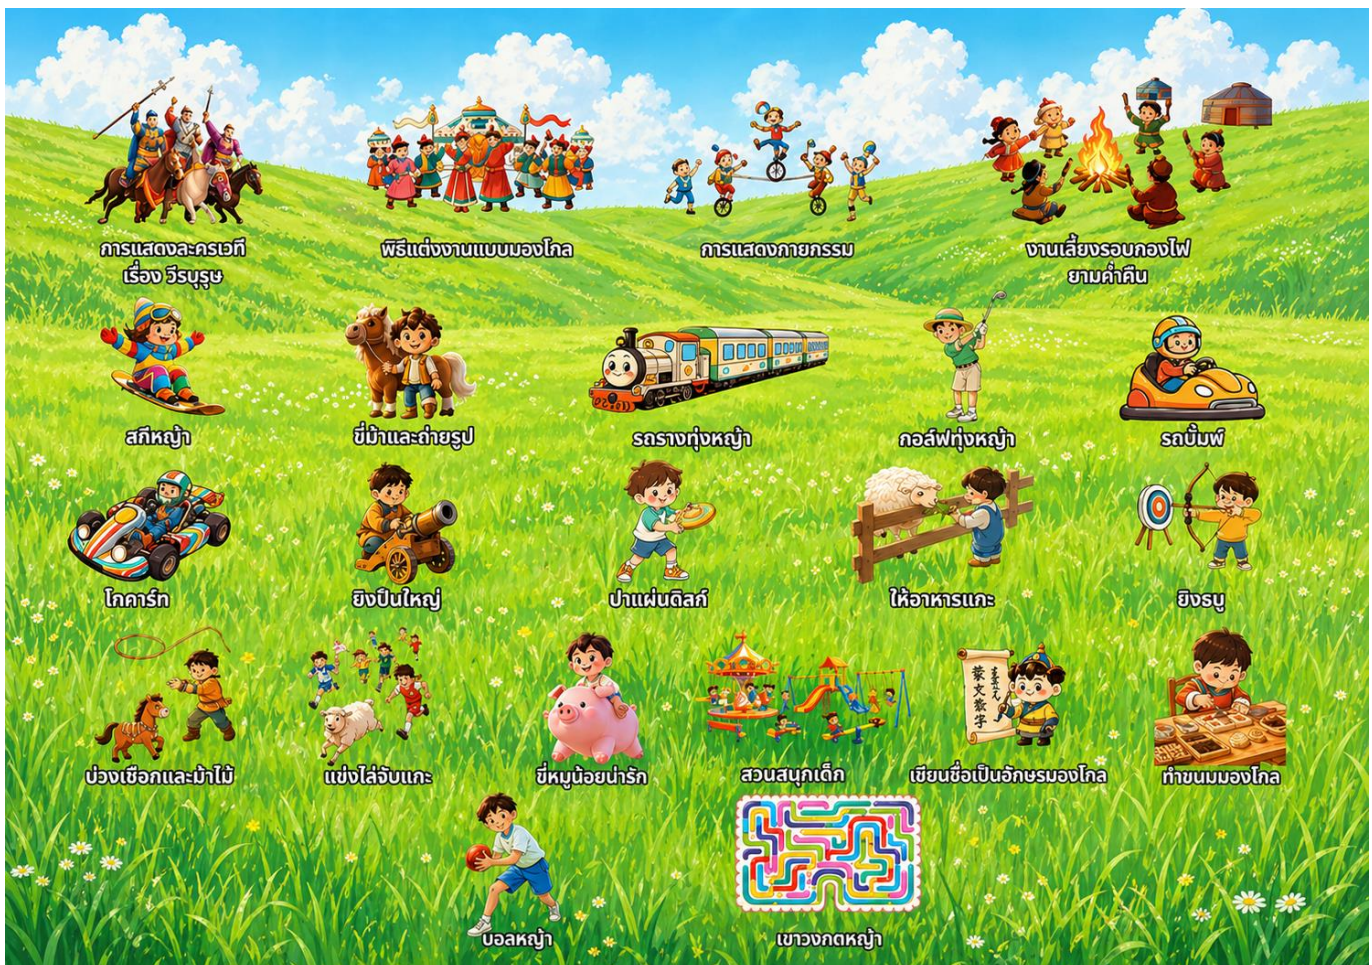 การแสดงละครเวที
เรื่อง วีรบุรุษ
พิธีแต่งงานแบบมองโกล
การแสดงกายกรรม
งานเลี้ยงรอบกองไฟ
ยามค่ำคืน
สกีหญ้า
ขี่ม้าและถ่ายรูป
รถรางทุ่งหญ้า
กอล์ฟทุ่งหญ้า
รถบั๊มพ์
โกคาร์ท
ยิงปืนใหญ่
ปาแผ่นดิสก์
ให้อาหารแกะ
ยิงธนู
บ่วงเชือกและม้าไม้
แข่งไล่จับแกะ
ขี่หมูน้อยน่ารัก
สวนสนุกเด็ก
蒙文数字
เขียนชื่อเป็นอักษรมองโกล
ทำขนมมองโกล
บอลหญ้า
เขาวงกตหญ้า